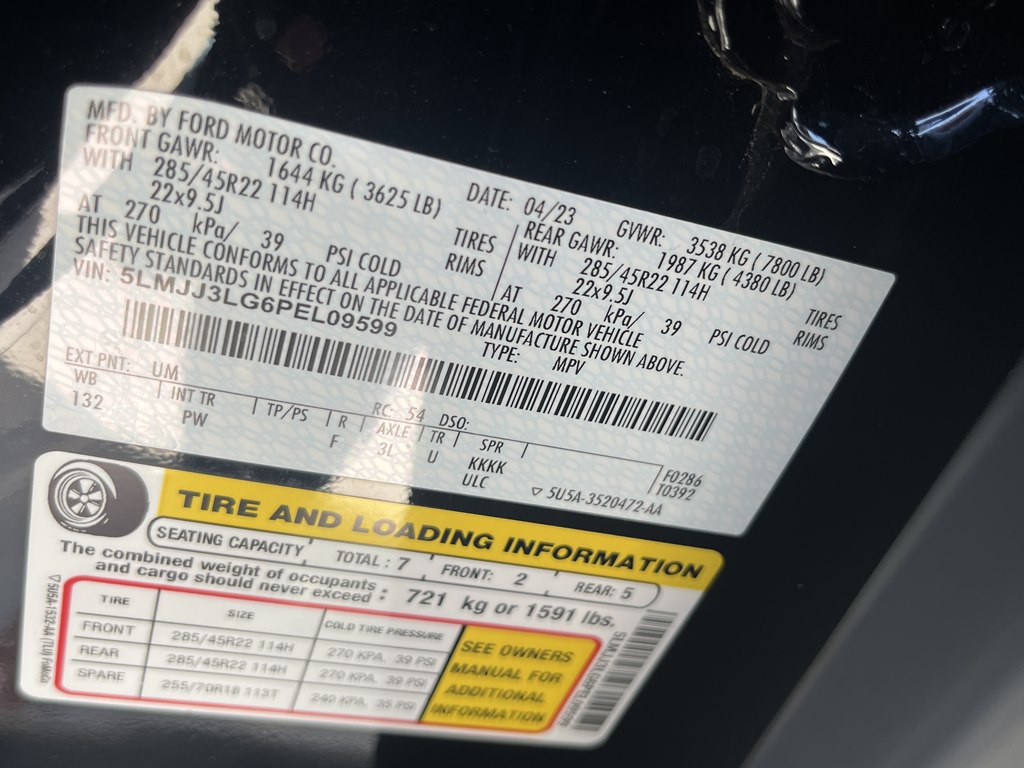 MFD. BY FORD MOTOR CO.
DATE: 04/23 GVWR: 3538 KG ( 7800 LB)
FRONT GAWR: 1644 KG ( 3625 LB)
REAR GAWR: 1987 KG ( 4380 LB)
WITH 285/45R22 114H TIRES
WITH 285/45R22 114H TIRES
22x9.5J RIMS
22x9.5J RIMS
AT 270 kPa/ 39 PSI COLD
AT 270 kPa/ 39 PSI COLD
THIS VEHICLE CONFORMS TO ALL APPLICABLE FEDERAL MOTOR VEHICLE
SAFETY STANDARDS IN EFFECT ON THE DATE OF MANUFACTURE SHOWN ABOVE.
VIN: 5LMJJ3LG6PEL09599
TYPE: MPV
EXT PNT: UM RC: 54 DSO:
WB INT TR TP/PS R AXLE TR SPR
132 PW F 3L U KKKK
ULC
F0286
T0392
▽ 5U5A-3520472-AA
TIRE AND LOADING INFORMATION
SEATING CAPACITY TOTAL : 7 FRONT: 2 REAR: 5
The combined weight of occupants
and cargo should never exceed : 721 kg or 1591 lbs.
TIRE SIZE COLD TIRE PRESSURE
FRONT 285/45R22 114H 270 KPA, 39 PSI
REAR 285/45R22 114H 270 KPA, 39 PSI
SPARE 255/70R18 113T 240 KPA, 35 PSI
SEE OWNERS
MANUAL FOR
ADDITIONAL
INFORMATION
▽5U5A-1532-AA (TLI) FoMoCo
5LMJJ3LG6PEL09599